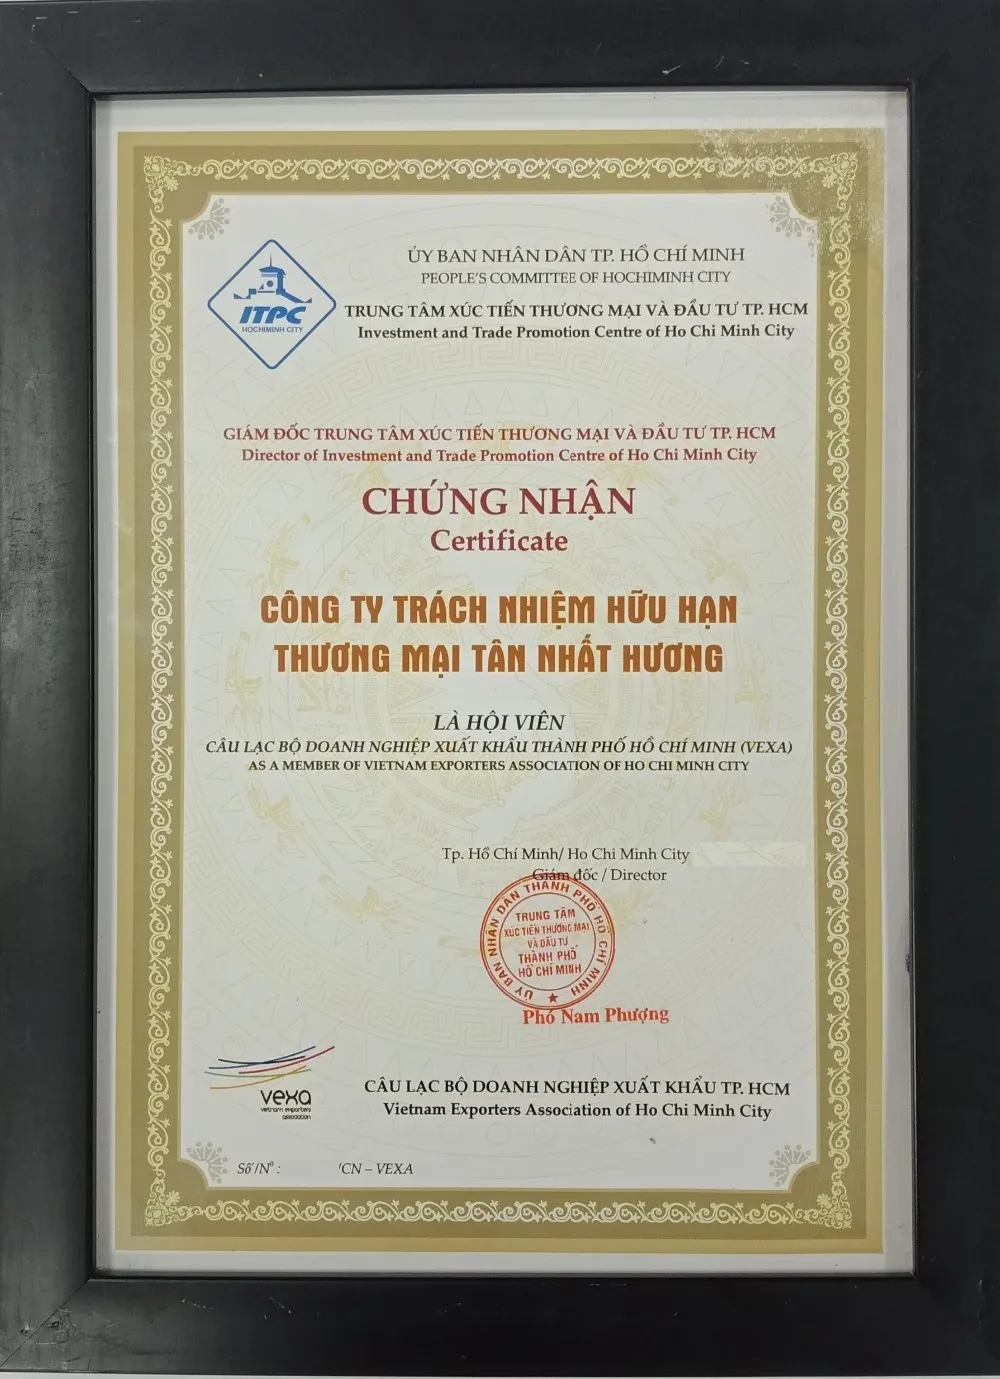 ỦY BAN NHÂN DÂN TP. HỒ CHÍ MINH
PEOPLE'S COMMITTEE OF HOCHIMINH CITY
ITPC
HOCHIMINH CITY
TRUNG TÂM XÚC TIẾN THƯƠNG MẠI VÀ ĐẦU TƯ TP. HCM
Investment and Trade Promotion Centre of Ho Chi Minh City
GIÁM ĐỐC TRUNG TÂM XÚC TIẾN THƯƠNG MẠI VÀ ĐẦU TƯ TP. HCM
Director of Investment and Trade Promotion Centre of Ho Chi Minh City
CHỨNG NHẬN
Certificate
CÔNG TY TRÁCH NHIỆM HỮU HẠN
THƯƠNG MẠI TÂN NHẤT HƯƠNG
LÀ HỘI VIÊN
CÂU LẠC BỘ DOANH NGHIỆP XUẤT KHẨU THÀNH PHỐ HỒ CHÍ MINH (VEXA)
AS A MEMBER OF VIETNAM EXPORTERS ASSOCIATION OF HO CHI MINH CITY
Tp. Hồ Chí Minh/ Ho Chi Minh City
Giám đốc / Director
ỦY BAN NHÂN DÂN THÀNH PHỐ HỒ CHÍ MINH
TRUNG TÂM
XÚC TIẾN THƯƠNG MẠI
VÀ ĐẦU TƯ
THÀNH PHỐ
HỒ CHÍ MINH
Phó Nam Phượng
vexa
vietnam exporters
association
CÂU LẠC BỘ DOANH NGHIỆP XUẤT KHẨU TP. HCM
Vietnam Exporters Association of Ho Chi Minh City
Số/Nº : /CN – VEXA